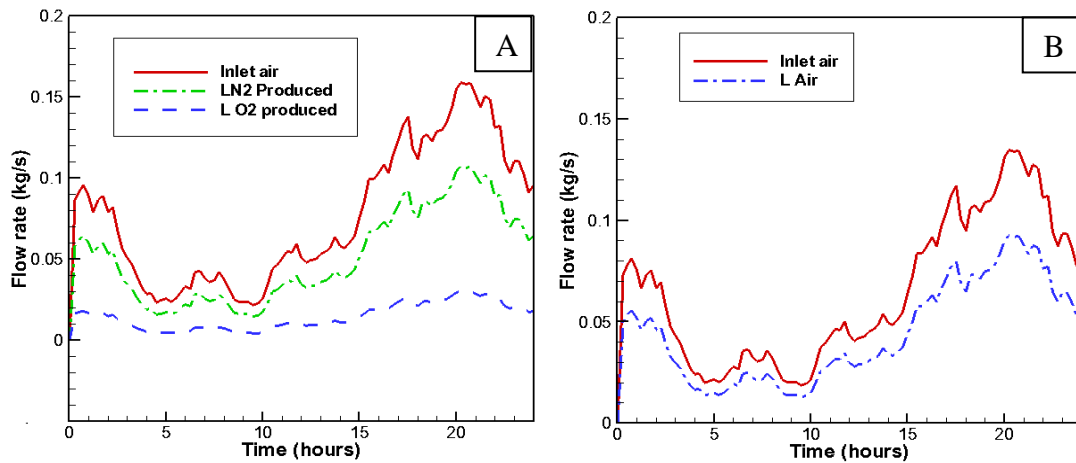 A
Inlet air
LN2 Produced
L O2 produced
Flow rate (kg/s)
0.2
0.15
0.1
0.05
0
0
5
10
15
20
Time (hours)
B
Inlet air
L Air
Flow rate (kg/s)
0.2
0.15
0.1
0.05
0
0
5
10
15
20
Time (hours)